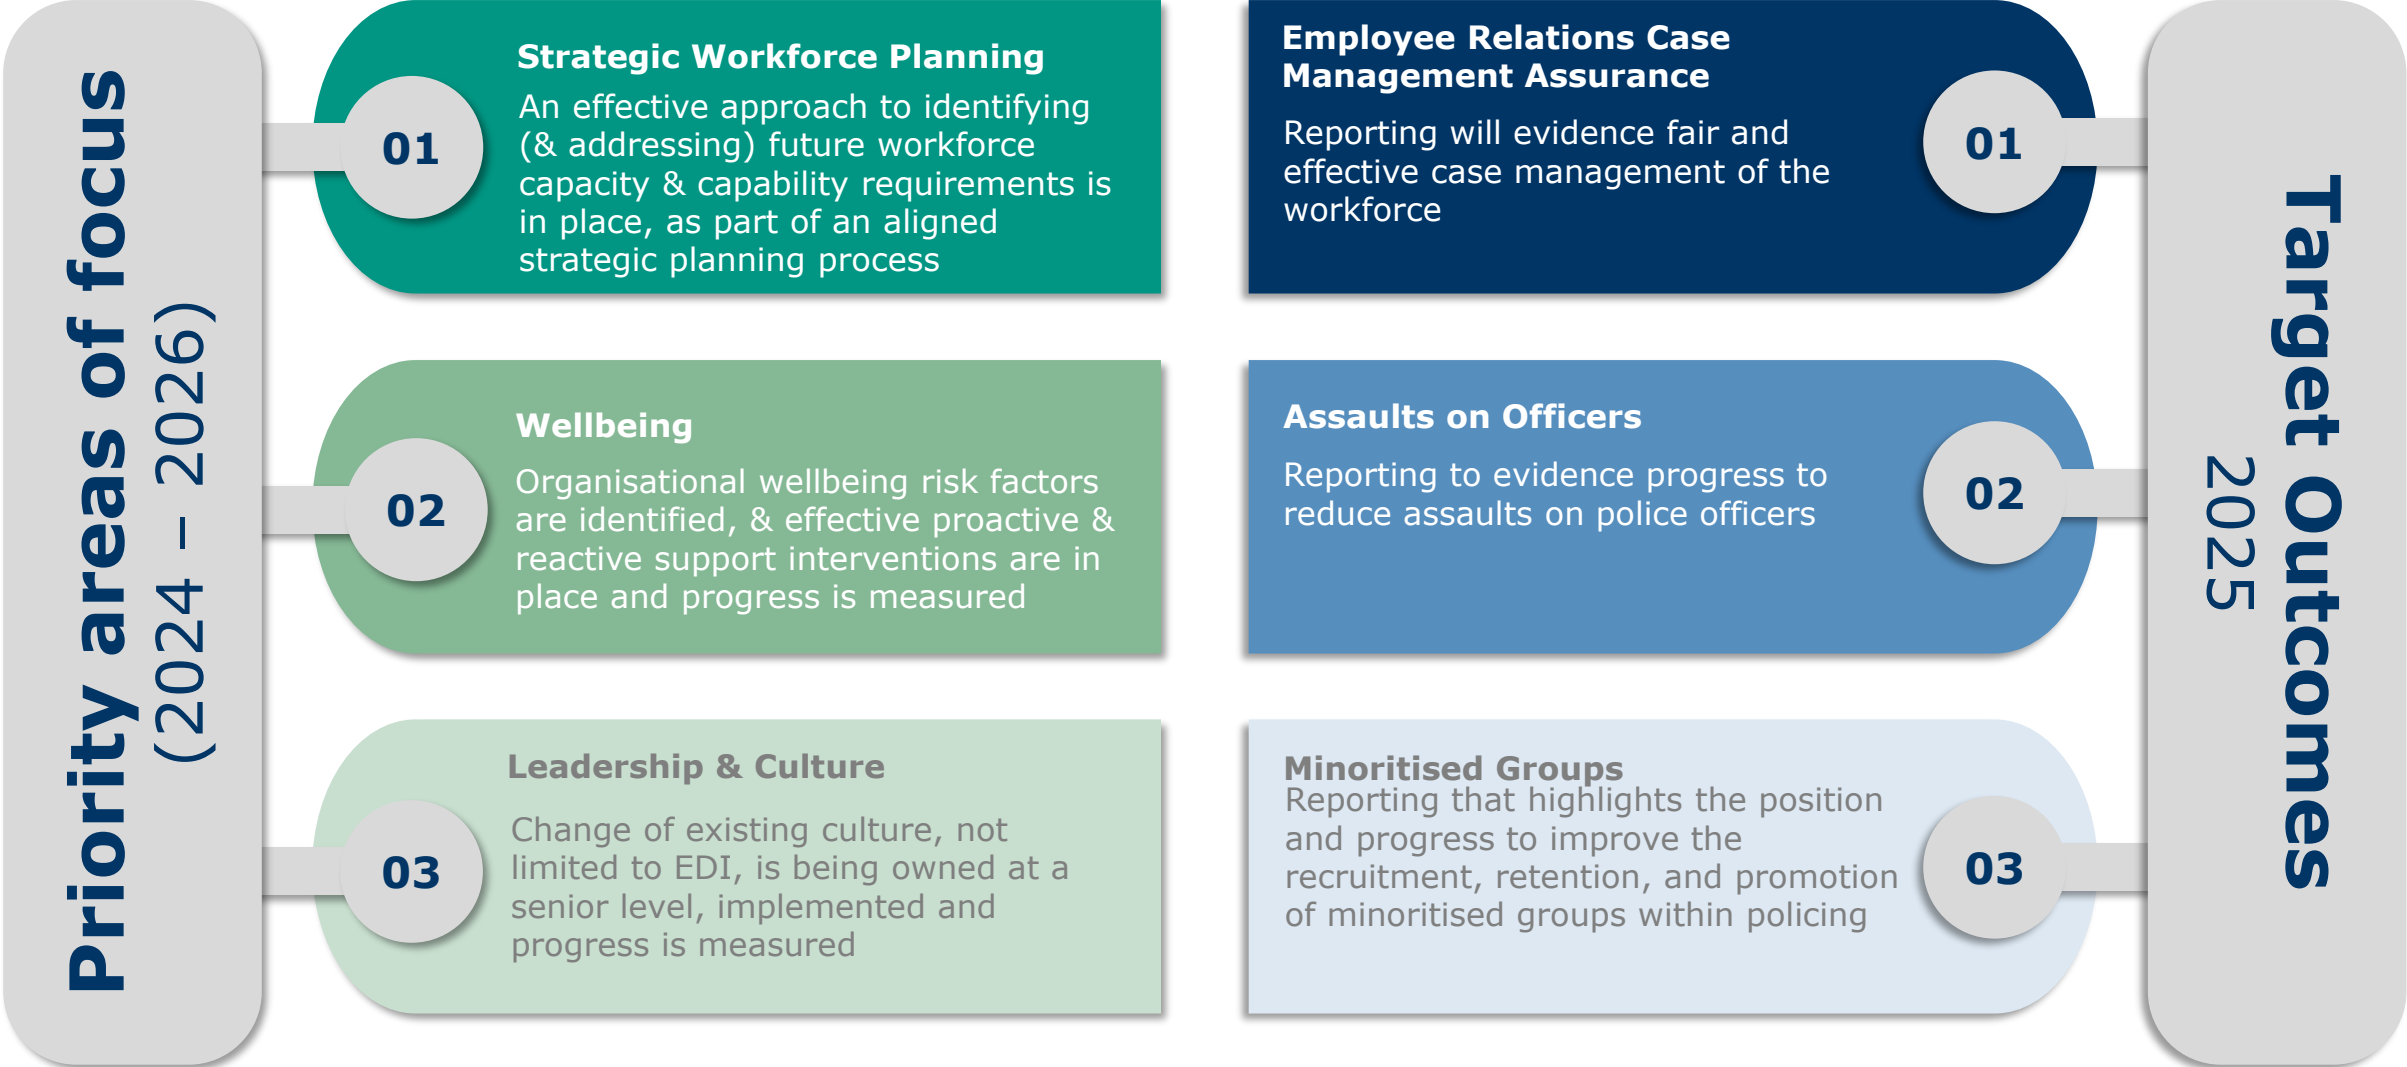 Priority areas of focus
(2024 – 2026)
01
Strategic Workforce Planning
An effective approach to identifying
(& addressing) future workforce
capacity & capability requirements is
in place, as part of an aligned
strategic planning process
02
Wellbeing
Organisational wellbeing risk factors
are identified, & effective proactive &
reactive support interventions are in
place and progress is measured
03
Leadership & Culture
Change of existing culture, not
limited to EDI, is being owned at a
senior level, implemented and
progress is measured
Employee Relations Case
Management Assurance
Reporting will evidence fair and
effective case management of the
workforce
01
Assaults on Officers
Reporting to evidence progress to
reduce assaults on police officers
02
Minoritised Groups
Reporting that highlights the position
and progress to improve the
recruitment, retention, and promotion
of minoritised groups within policing
03
Target Outcomes
2025